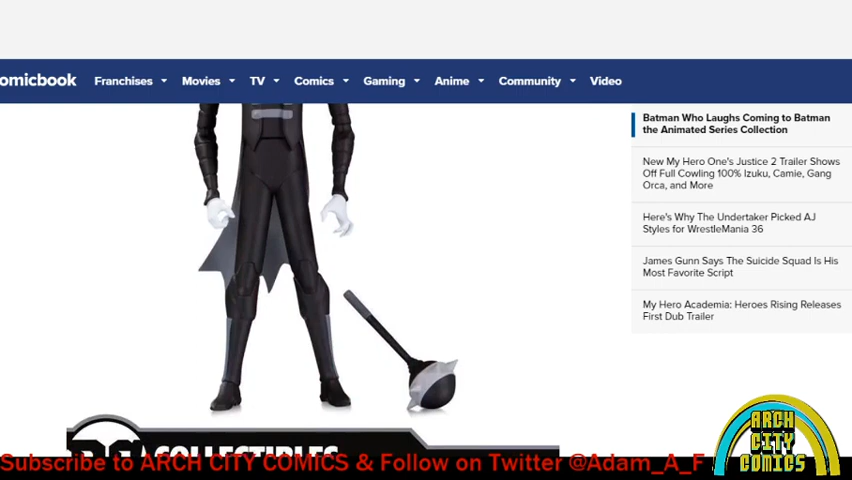 omicbook Franchises Movies TV Comics Gaming Anime Community Video
Batman Who Laughs Coming to Batman
the Animated Series Collection
New My Hero One's Justice 2 Trailer Shows
Off Full Cowling 100% Izuku, Camie, Gang
Orca, and More
Here's Why The Undertaker Picked AJ
Styles for WrestleMania 36
James Gunn Says The Suicide Squad Is His
Most Favorite Script
My Hero Academia: Heroes Rising Releases
First Dub Trailer
COLLECTIBLES
ARCH
CITY
COMICS
Subscribe to ARCH CITY COMICS & Follow on Twitter @Adam_A_F